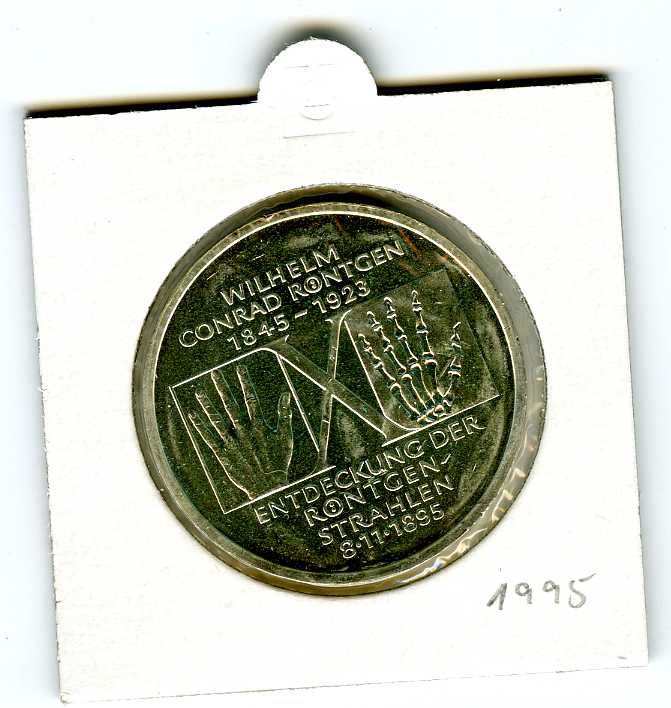 WILHELM
CONRAD RÖNTGEN
1845–1923
X
ENTDECKUNG DER
RÖNTGEN-
STRAHLEN
8·11·1895
1995